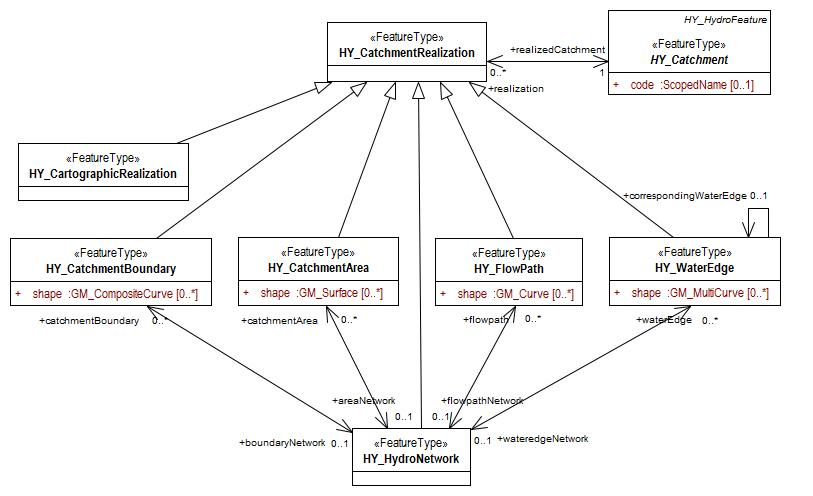 HY_HydroFeature
«FeatureType»
HY_CatchmentRealization
+realizedCatchment
0..*
1
+realization
«FeatureType»
HY_Catchment
+ code :ScopedName [0..1]
«FeatureType»
HY_CartographicRealization
+correspondingWaterEdge 0..1
«FeatureType»
HY_CatchmentBoundary
+ shape :GM_CompositeCurve [0..*]
«FeatureType»
HY_CatchmentArea
+ shape :GM_Surface [0..*]
«FeatureType»
HY_FlowPath
+ shape :GM_Curve [0..*]
«FeatureType»
HY_WaterEdge
+ shape :GM_MultiCurve [0..*]
+catchmentBoundary 0..*
+catchmentArea 0..*
+flowpath 0..*
+waterEdge 0..*
+areaNetwork
0..1
+flowpathNetwork
0..1
+boundaryNetwork 0..1
0..1 +wateredgeNetwork
«FeatureType»
HY_HydroNetwork